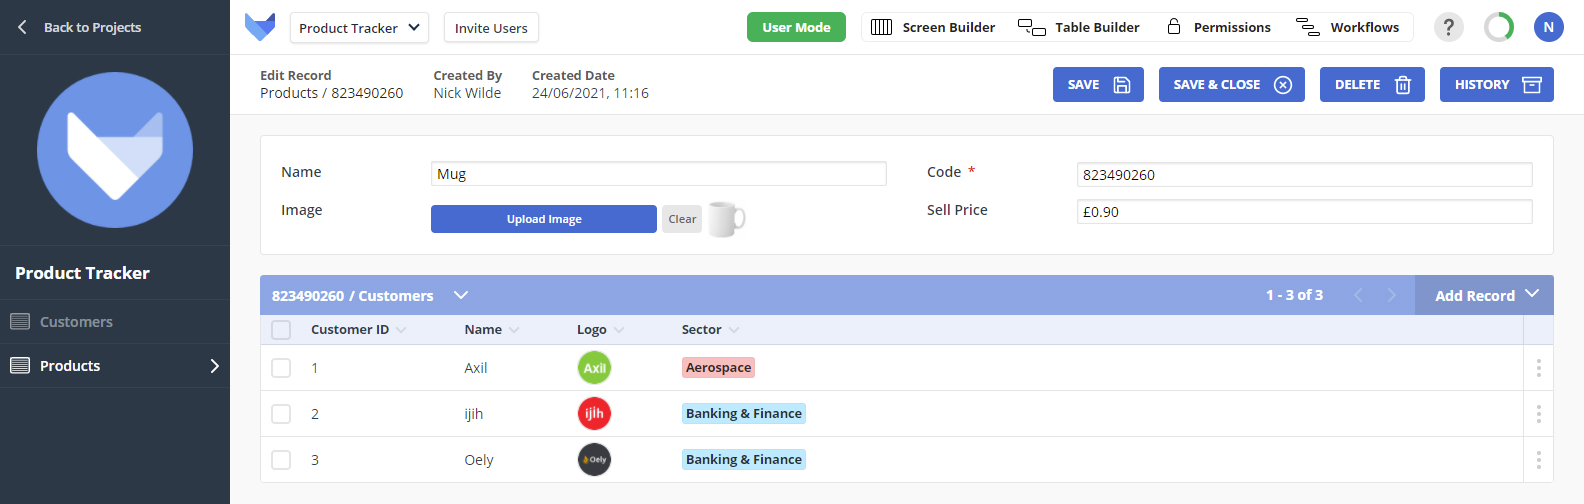 Back to Projects
Product Tracker
Customers
Products
Product Tracker
Invite Users
User Mode
Screen Builder
Table Builder
Permissions
Workflows
?
N
Edit Record
Products / 823490260
Created By
Nick Wilde
Created Date
24/06/2021, 11:16
SAVE
SAVE & CLOSE
DELETE
HISTORY
Name
Mug
Code *
823490260
Image
Upload Image
Clear
Sell Price
£0.90
823490260 / Customers
1 - 3 of 3
Add Record
Customer ID Name Logo Sector
1 Axil Axil Aerospace
2 ijih ijih Banking & Finance
3 Oely Oely Banking & Finance